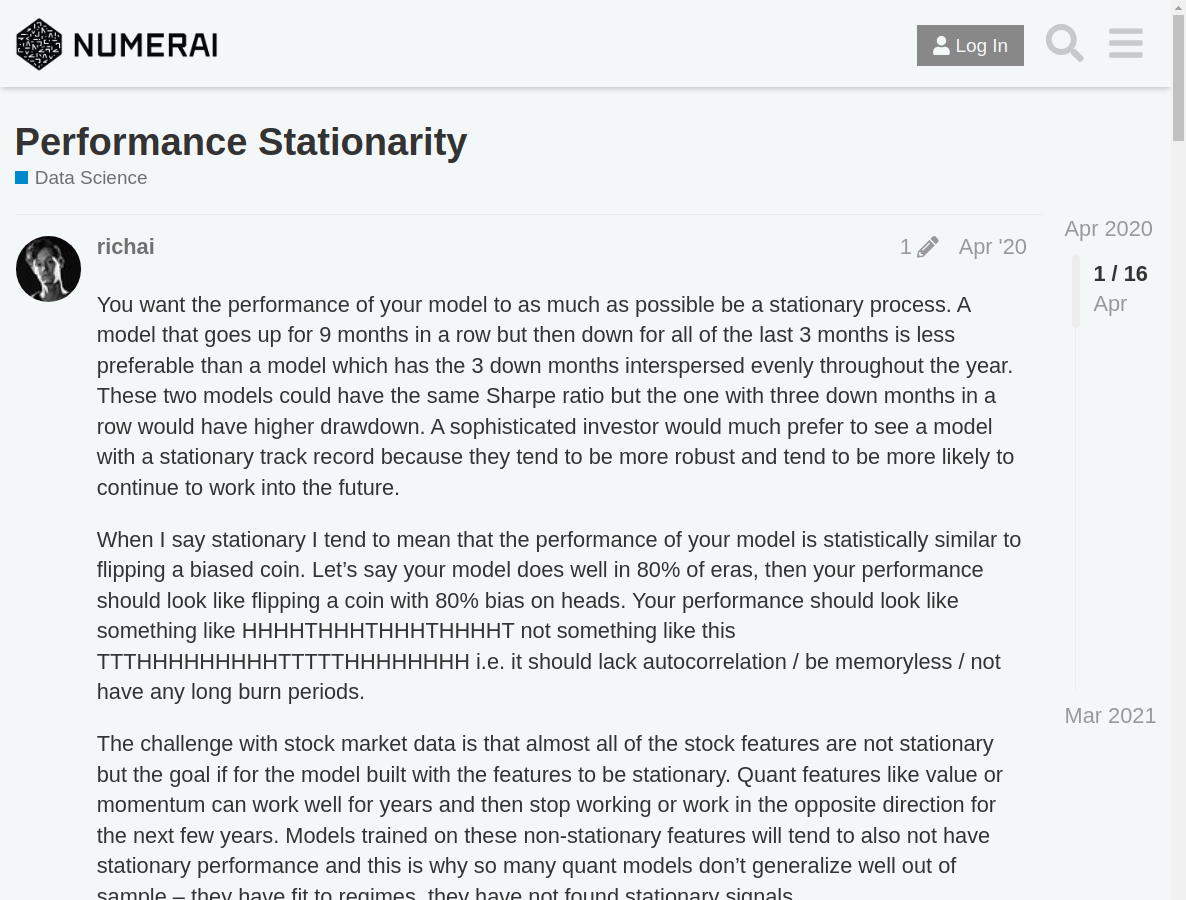 NUMERAI
Log In
Performance Stationarity
Data Science
richai
1
Apr '20
You want the performance of your model to as much as possible be a stationary process. A
model that goes up for 9 months in a row but then down for all of the last 3 months is less
preferable than a model which has the 3 down months interspersed evenly throughout the year.
These two models could have the same Sharpe ratio but the one with three down months in a
row would have higher drawdown. A sophisticated investor would much prefer to see a model
with a stationary track record because they tend to be more robust and tend to be more likely to
continue to work into the future.
When I say stationary I tend to mean that the performance of your model is statistically similar to
flipping a biased coin. Let’s say your model does well in 80% of eras, then your performance
should look like flipping a coin with 80% bias on heads. Your performance should look like
something like HHHHTHHHTHHHTHHHHT not something like this
TTTHHHHHHHHHTTTTTHHHHHHHH i.e. it should lack autocorrelation / be memoryless / not
have any long burn periods.
The challenge with stock market data is that almost all of the stock features are not stationary
but the goal if for the model built with the features to be stationary. Quant features like value or
momentum can work well for years and then stop working or work in the opposite direction for
the next few years. Models trained on these non-stationary features will tend to also not have
stationary performance and this is why so many quant models don’t generalize well out of
sample – they have fit to regimes, they have not found stationary signals.
Apr 2020
1 / 16
Apr
Mar 2021